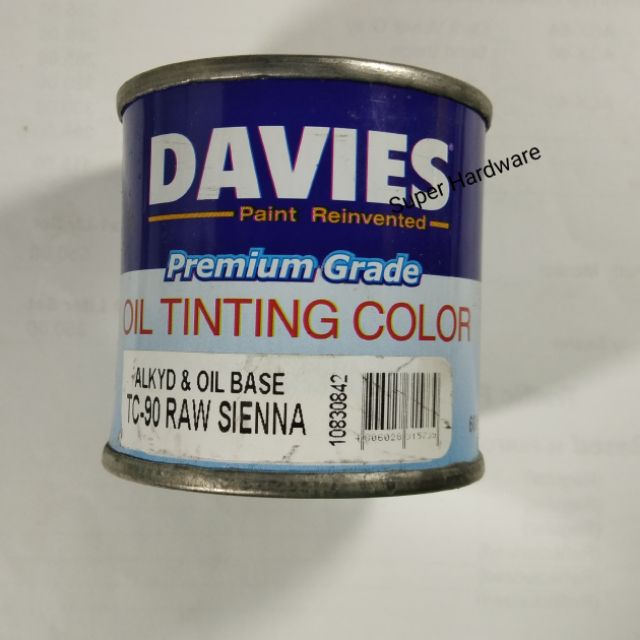 DAVIES
Paint Reinvented
Super Hardware
Premium Grade
OIL TINTING COLOR
ALKYD & OIL BASE
TC-90 RAW SIENNA
10830842